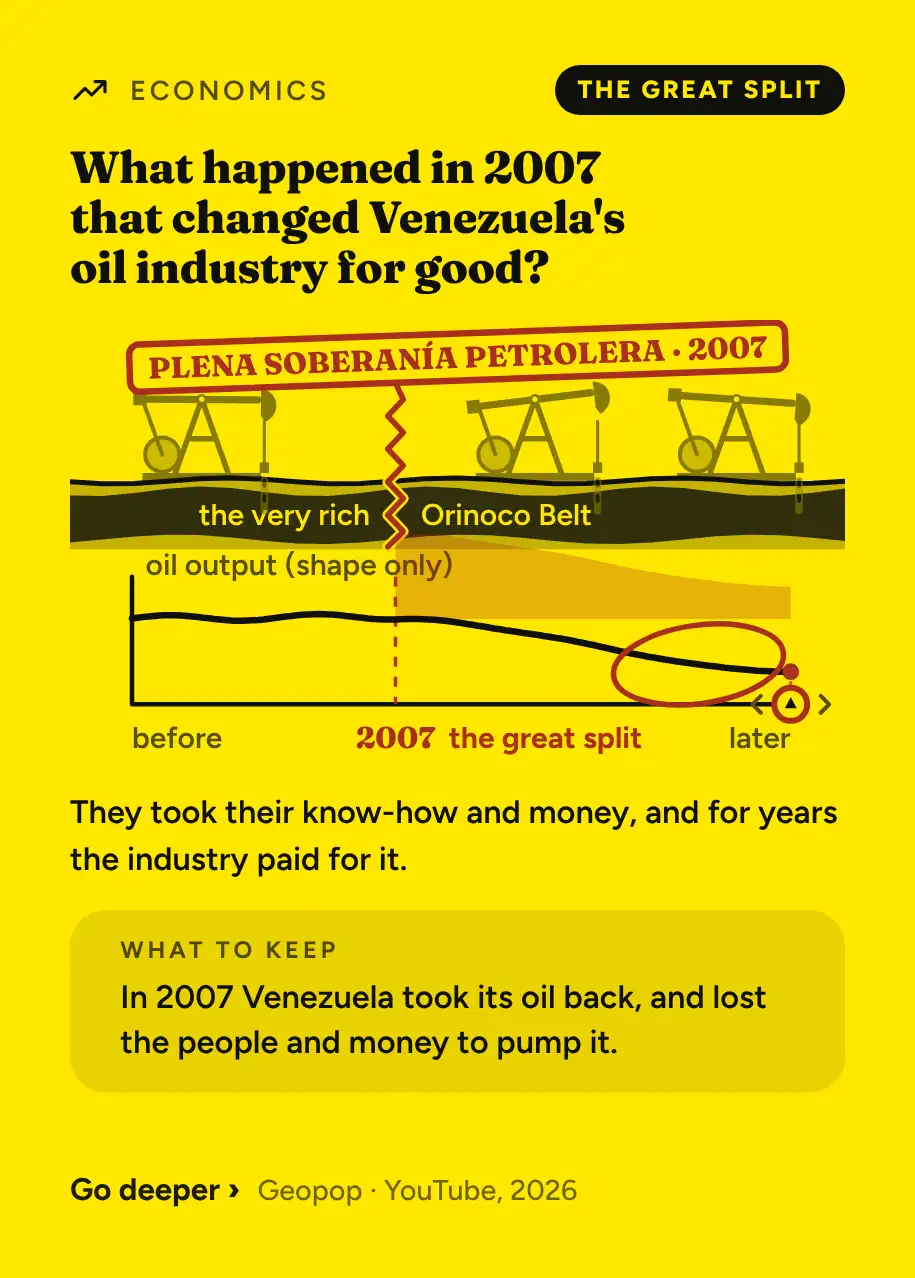 ECONOMICS
THE GREAT SPLIT
What happened in 2007
that changed Venezuela's
oil industry for good?
PLENA SOBERANÍA PETROLERA · 2007
the very rich
Orinoco Belt
oil output (shape only)
before
2007 the great split
later
They took their know-how and money, and for years
the industry paid for it.
WHAT TO KEEP
In 2007 Venezuela took its oil back, and lost
the people and money to pump it.
Go deeper › Geopop · YouTube, 2026